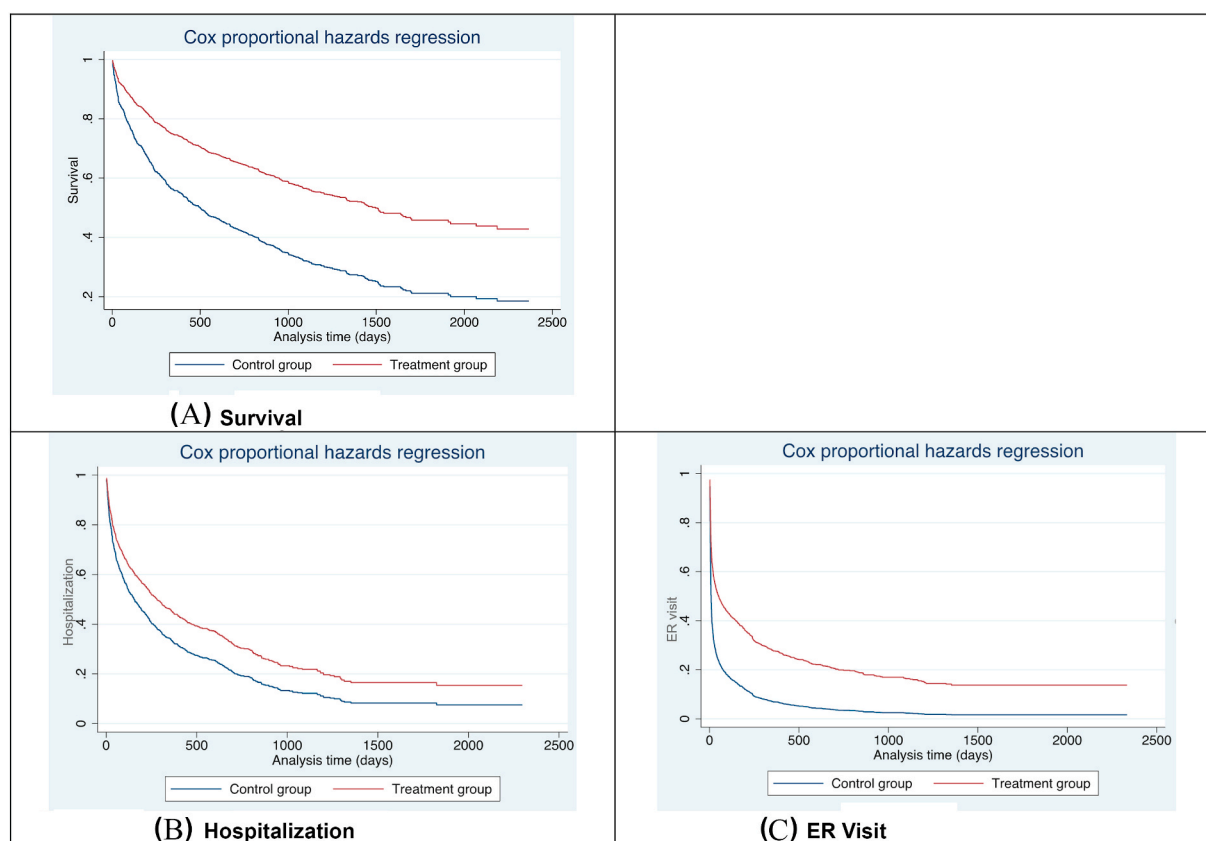 Cox proportional hazards regression
Survival
1
.8
.6
.4
.2
0 500 1000 1500 2000 2500
Analysis time (days)
Control group Treatment group
(A) Survival
Cox proportional hazards regression
Hospitalization
1
.8
.6
.4
.2
0
0 500 1000 1500 2000 2500
Analysis time (days)
Control group Treatment group
(B) Hospitalization
Cox proportional hazards regression
ER visit
1
.8
.6
.4
.2
0
0 500 1000 1500 2000 2500
Analysis time (days)
Control group Treatment group
(C) ER Visit